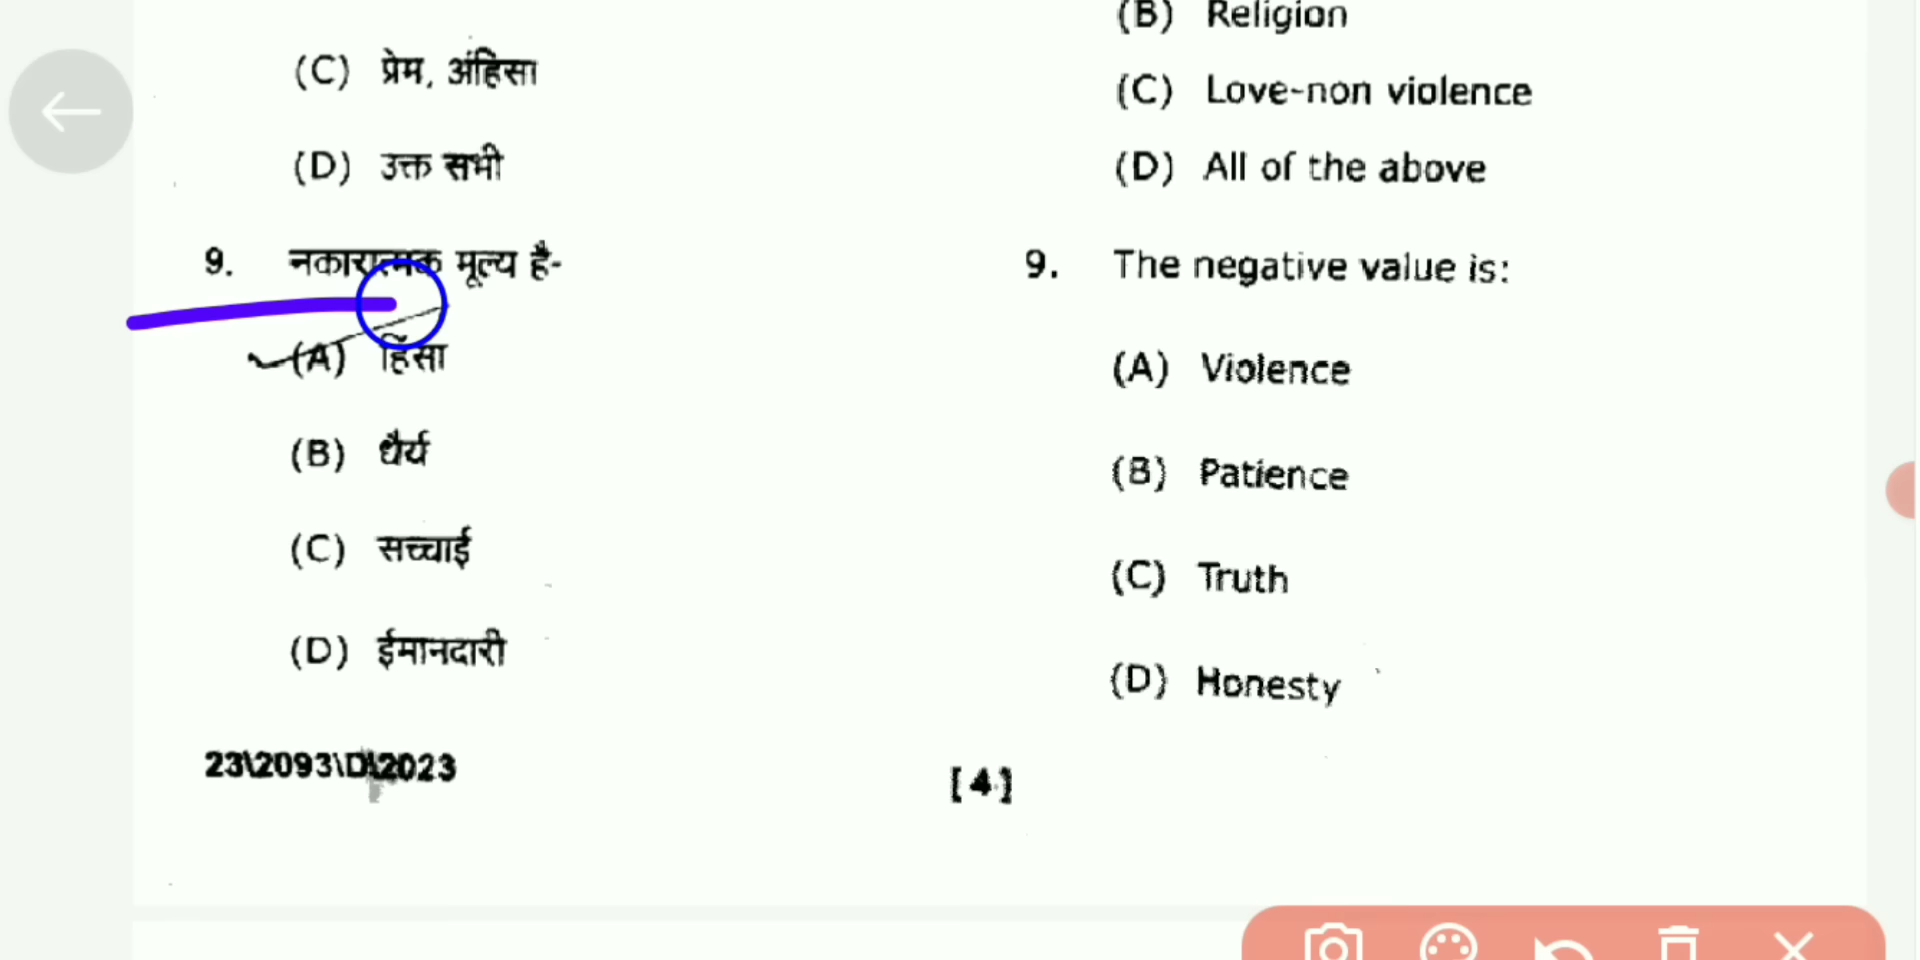 (C) प्रेम, अंहिसा
(D) उक्त सभी
9. नकारात्मक मूल्य है-
(A) हिंसा
(B) धैर्य
(C) सच्चाई
(D) ईमानदारी
23\2093\D\2023
(B) Religion
(C) Love-non violence
(D) All of the above
9. The negative value is:
(A) Violence
(B) Patience
(C) Truth
(D) Honesty
[4]